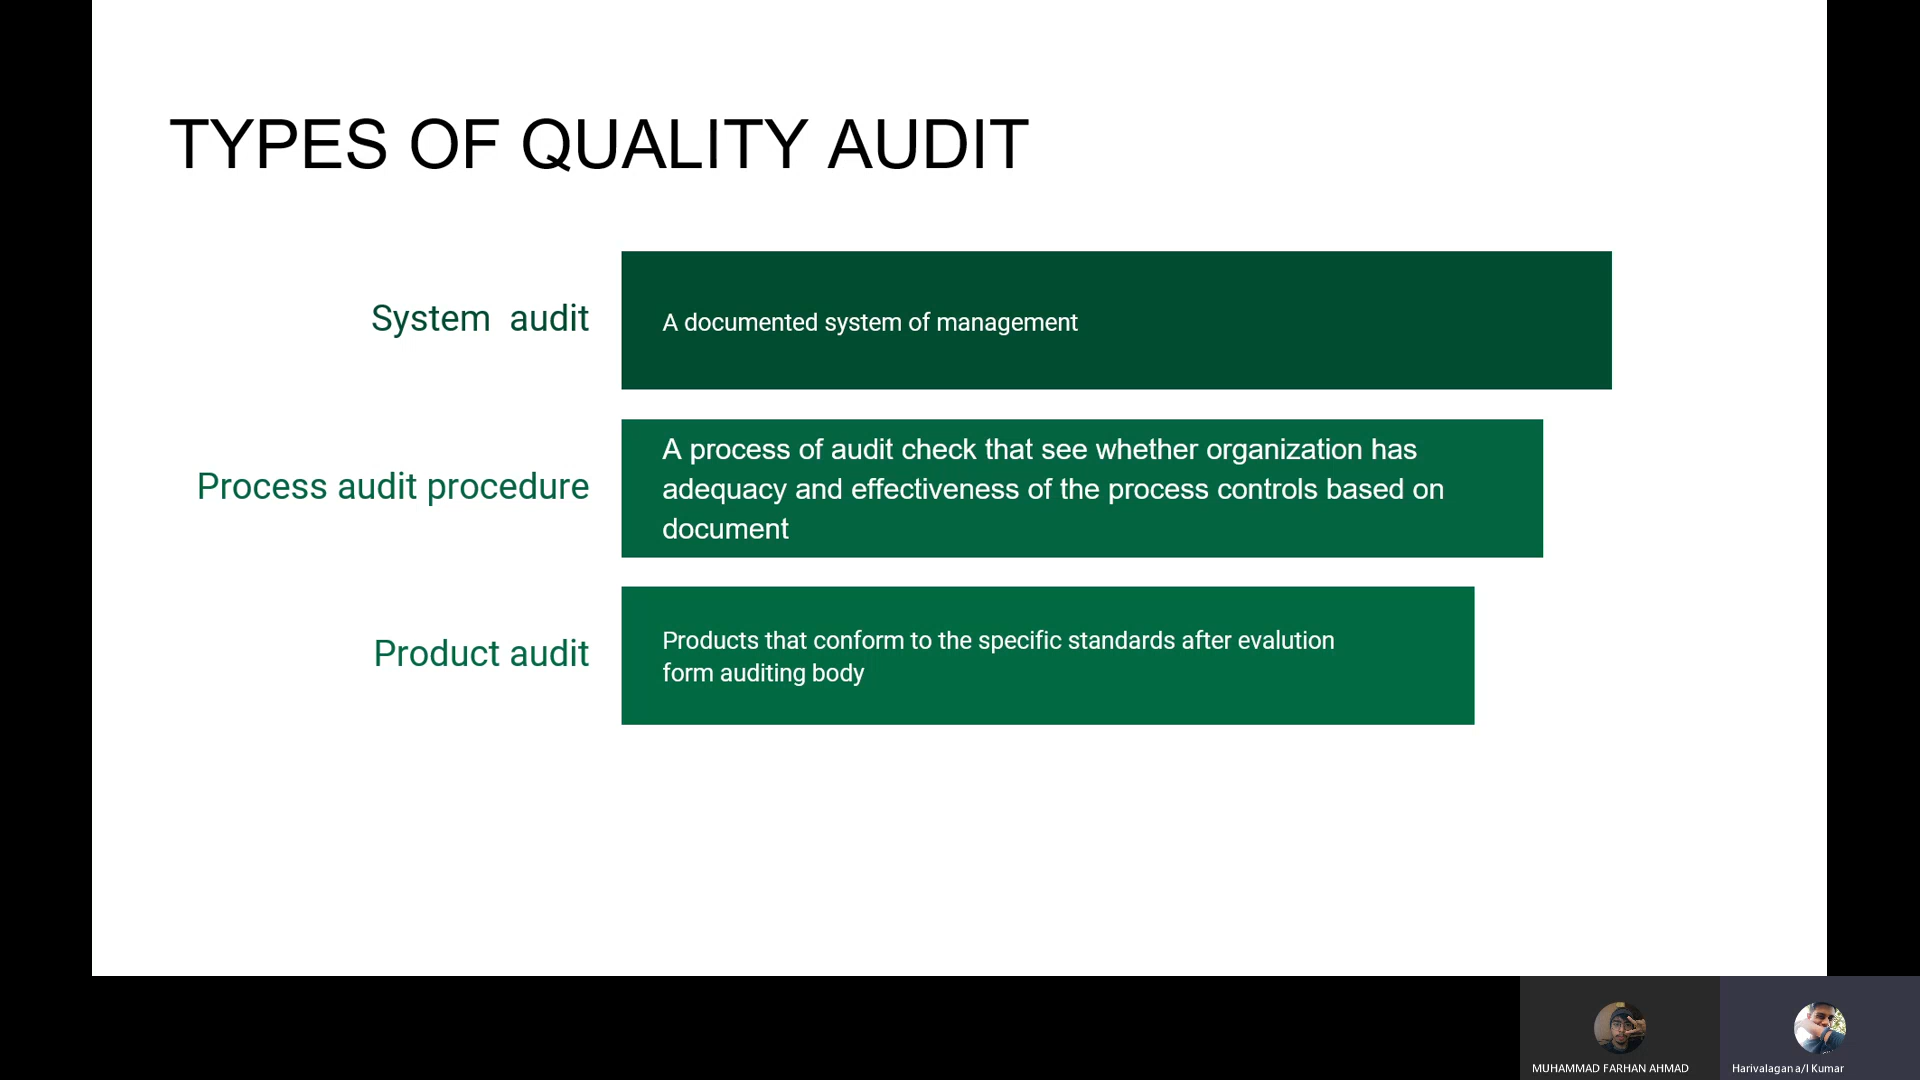 TYPES OF QUALITY AUDIT
System audit
A documented system of management
Process audit procedure
A process of audit check that see whether organization has
adequacy and effectiveness of the process controls based on
document
Product audit
Products that conform to the specific standards after evalution
form auditing body
MUHAMMAD FARHAN AHMAD
Harivalagan a/l Kumar